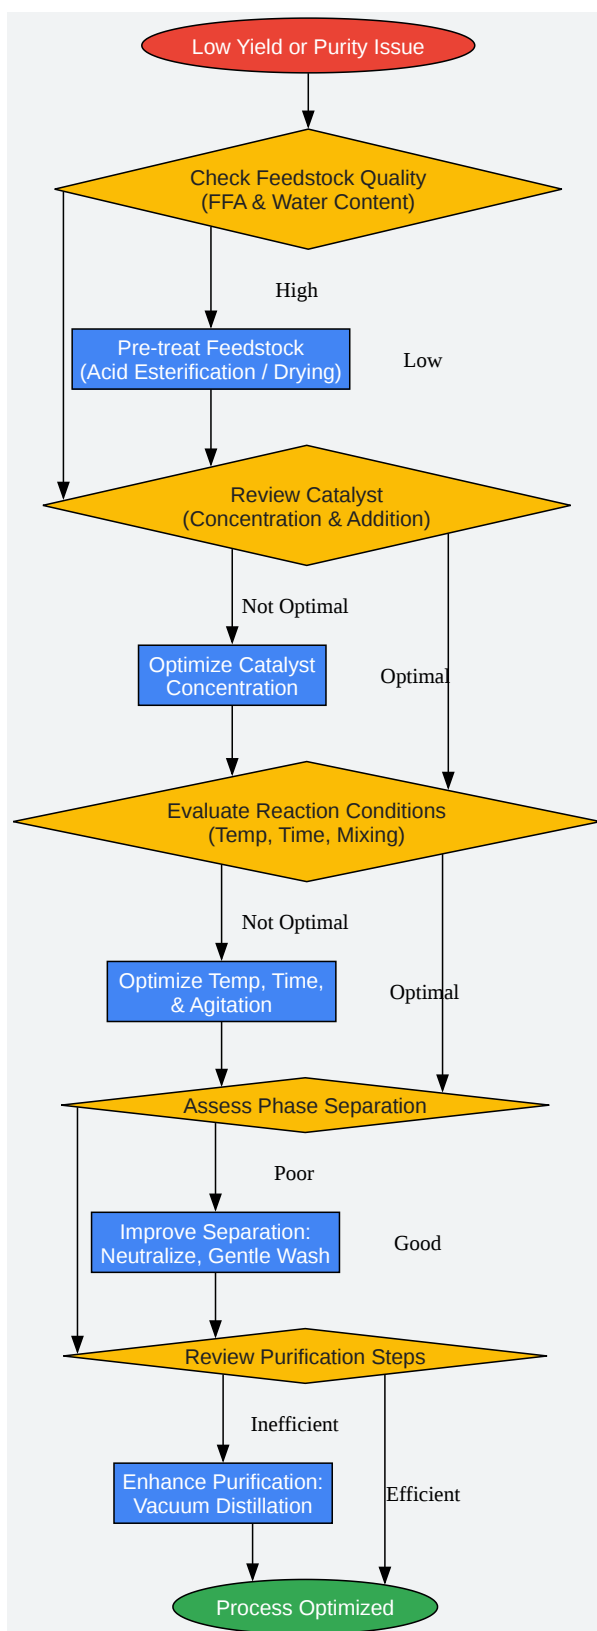 Low Yield or Purity Issue
Check Feedstock Quality
(FFA & Water Content)
High
Pre-treat Feedstock
(Acid Esterification / Drying)
Low
Review Catalyst
(Concentration & Addition)
Not Optimal
Optimize Catalyst
Concentration
Optimal
Evaluate Reaction Conditions
(Temp, Time, Mixing)
Not Optimal
Optimize Temp, Time,
& Agitation
Optimal
Assess Phase Separation
Poor
Improve Separation:
Neutralize, Gentle Wash
Good
Review Purification Steps
Inefficient
Enhance Purification:
Vacuum Distillation
Efficient
Process Optimized